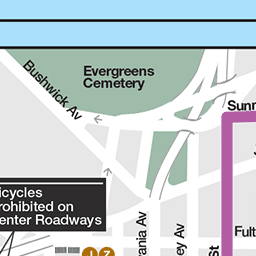 Evergreens
Cemetery
Bushwick Av
Sunn
icycles
rohibited on
enter Roadways
ania Av
ey Av
St
Fult
J Z